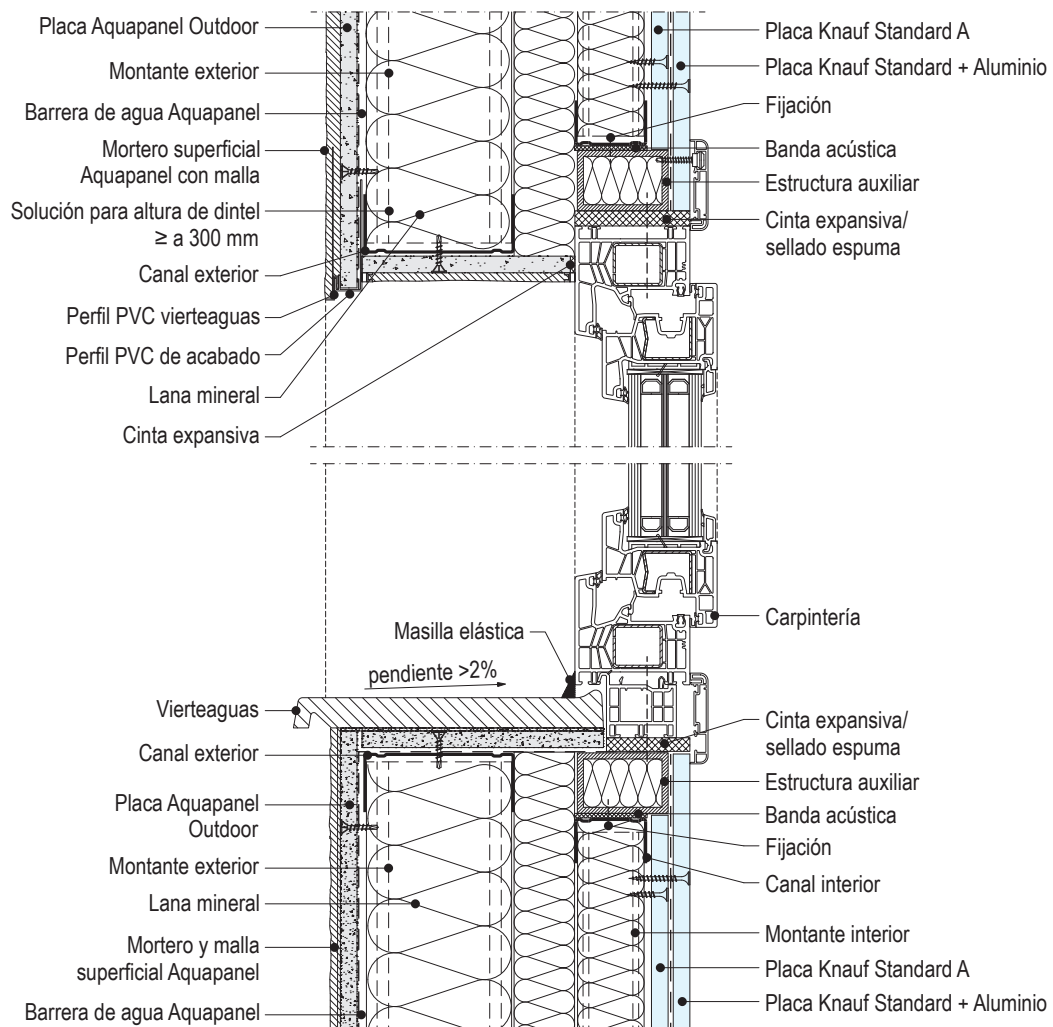 Placa Aquapanel Outdoor
Montante exterior
Barrera de agua Aquapanel
Mortero superficial
Aquapanel con malla
Solución para altura de dintel
≥ a 300 mm
Canal exterior
Perfil PVC vierteaguas
Perfil PVC de acabado
Lana mineral
Cinta expansiva
Placa Knauf Standard A
Placa Knauf Standard + Aluminio
Fijación
Banda acústica
Estructura auxiliar
Cinta expansiva/
sellado espuma
Carpintería
Masilla elástica
pendiente >2%
Vierteaguas
Canal exterior
Placa Aquapanel
Outdoor
Montante exterior
Lana mineral
Mortero y malla
superficial Aquapanel
Barrera de agua Aquapanel
Cinta expansiva/
sellado espuma
Estructura auxiliar
Banda acústica
Fijación
Canal interior
Montante interior
Placa Knauf Standard A
Placa Knauf Standard + Aluminio